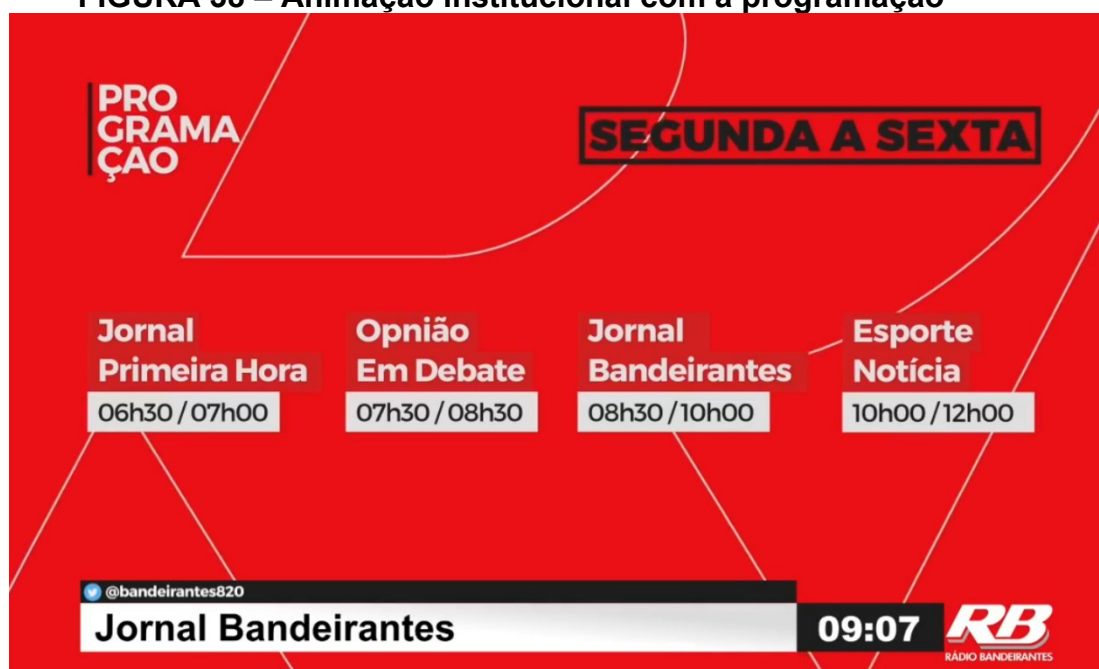 FIGURA 38 – Animação institucional com a programação
PRO
GRAMA
ÇAO
SEGUNDA A SEXTA
Jornal
Primeira Hora
06h30 / 07h00
Opnião
Em Debate
07h30 / 08h30
Jornal
Bandeirantes
08h30 / 10h00
Esporte
Notícia
10h00 / 12h00
@bandeirantes820
Jornal Bandeirantes
09:07
RB
RÁDIO BANDEIRANTES